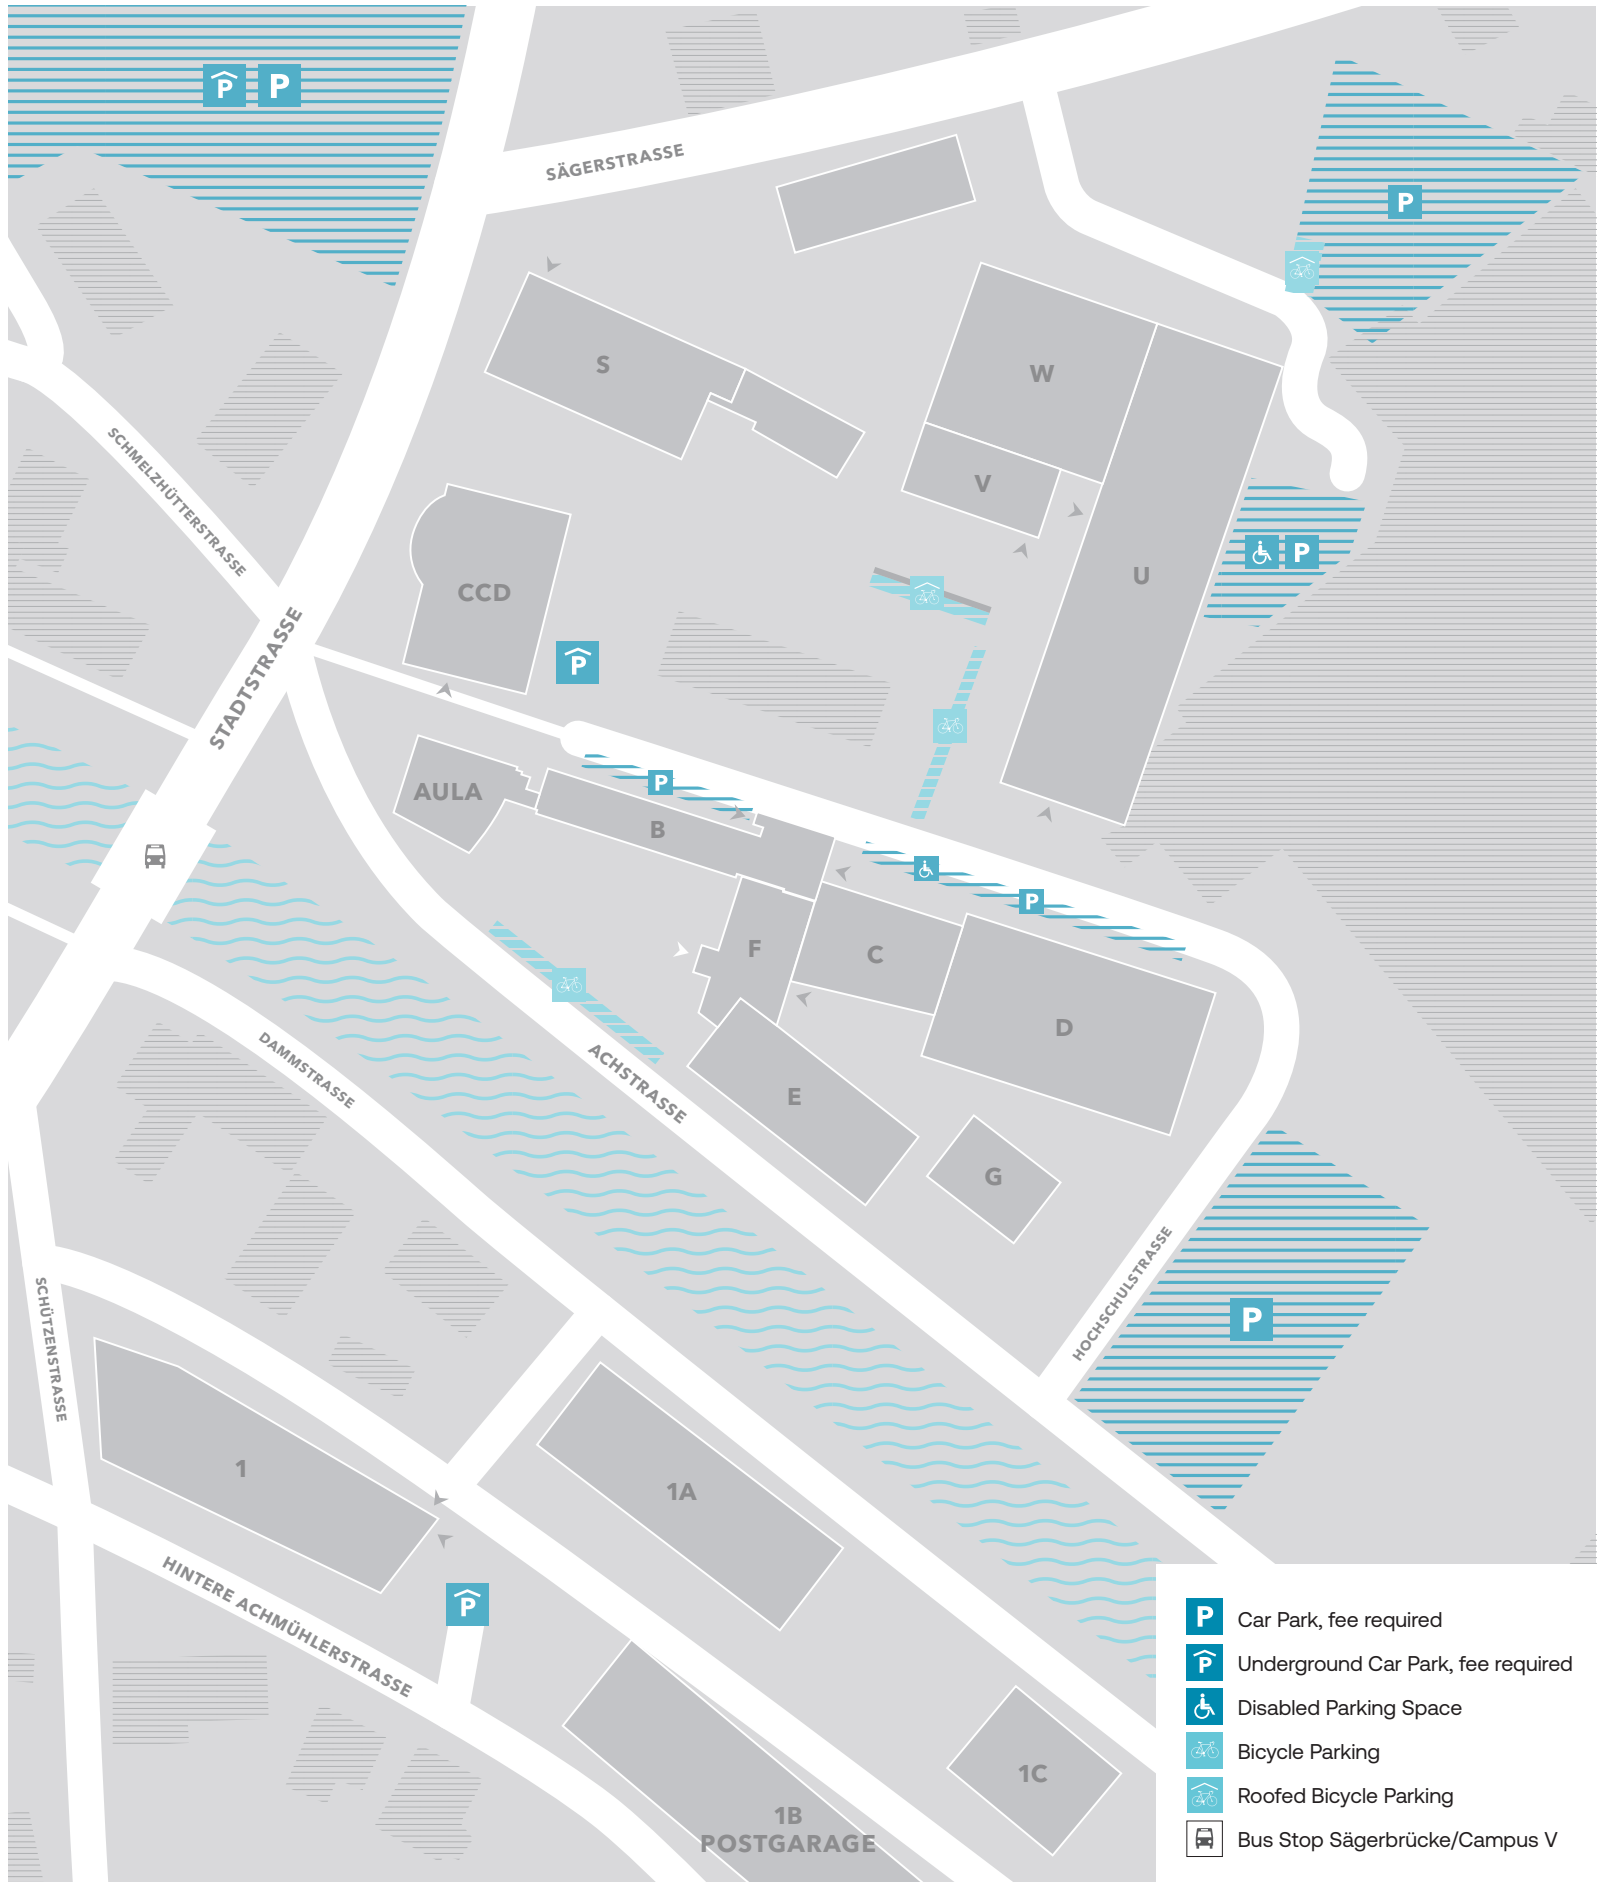 P
P
SÄGERSTRASSE
P
S
W
SCHMELZHÜTTERSTRASSE
V
P
U
CCD
STADTSTRASSE
P
P
AULA
B
P
F
C
D
DAMMSTRASSE
ACHSTRASSE
E
G
HOCHSCHULSTRASSE
P
SCHÜTZENSTRASSE
1
1A
HINTERE ACHMÜHLERSTRASSE
P
1C
1B
POSTGARAGE
P Car Park, fee required
P Underground Car Park, fee required
Disabled Parking Space
Bicycle Parking
Roofed Bicycle Parking
Bus Stop Sägerbrücke/Campus V